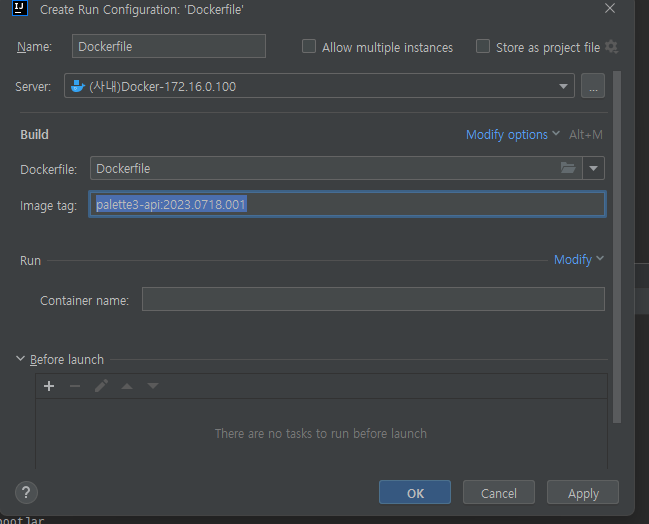 IJ Create Run Configuration: 'Dockerfile'
Name: Dockerfile Allow multiple instances Store as project file
Server: (사내)Docker-172.16.0.100 ...
Build Modify options Alt+M
Dockerfile: Dockerfile
Image tag: palette3-api:2023.0718.001
Run Modify
Container name:
Before launch
There are no tasks to run before launch
? OK Cancel Apply